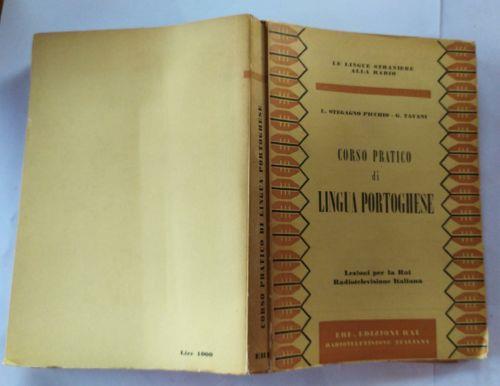 LE LINGUE STRANIERE
ALLA RADIO
L. STEGAGNO PICCHIO - G. TAVANI
CORSO PRATICO
di
LINGUA PORTOGHESE
Lezioni per la Rai
Radiotelevisione Italiana
ERI - EDIZIONI RAI
RADIOTELEVISIONE ITALIANA
CORSO PRATICO DI LINGUA PORTOGHESE
ERI
Lire 1000